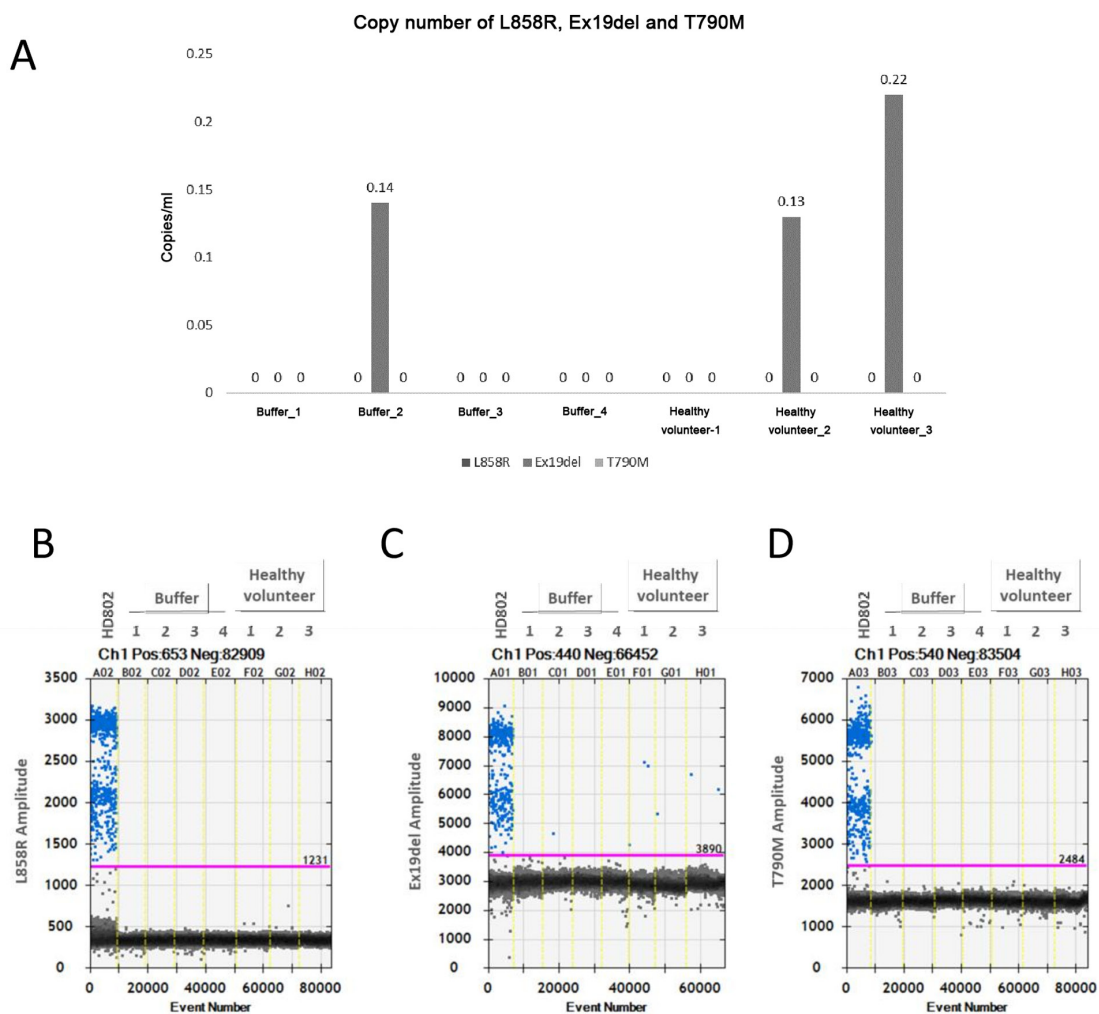 Copy number of L858R, Ex19del and T790M
A
0.25
0.2
0.15
0.1
0.05
0
Copies/ml
0 0 0
0 0.14 0
0 0 0
0 0 0
0 0 0
0 0.13 0
0 0.22 0
Buffer_1 Buffer_2 Buffer_3 Buffer_4 Healthy volunteer-1 Healthy volunteer_2 Healthy volunteer_3
L858R Ex19del T790M
B
HD802 Buffer Healthy
volunteer
1 2 3 4 1 2 3
Ch1 Pos:653 Neg:82909
A02 B02 C02 D02 E02 F02 G02 H02
3500
3000
2500
2000
1500
1000
500
0
1231
L858R Amplitude
0 20000 40000 60000 80000
Event Number
C
HD802 Buffer Healthy
volunteer
1 2 3 4 1 2 3
Ch1 Pos:440 Neg:66452
A01 B01 C01 D01 E01 F01 G01 H01
10000
9000
8000
7000
6000
5000
4000
3000
2000
1000
0
3890
Ex19del Amplitude
0 20000 40000 60000
Event Number
D
HD802 Buffer Healthy
volunteer
1 2 3 4 1 2 3
Ch1 Pos:540 Neg:83504
A03 B03 C03 D03 E03 F03 G03 H03
7000
6000
5000
4000
3000
2000
1000
0
2484
T790M Amplitude
0 20000 40000 60000 80000
Event Number